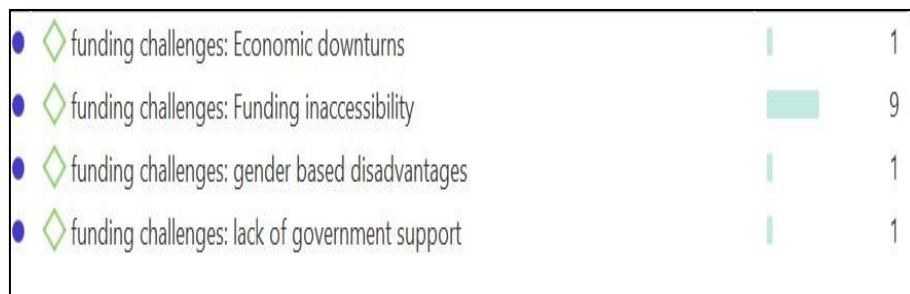 funding challenges: Economic downturns 1
funding challenges: Funding inaccessibility 9
funding challenges: gender based disadvantages 1
funding challenges: lack of government support 1